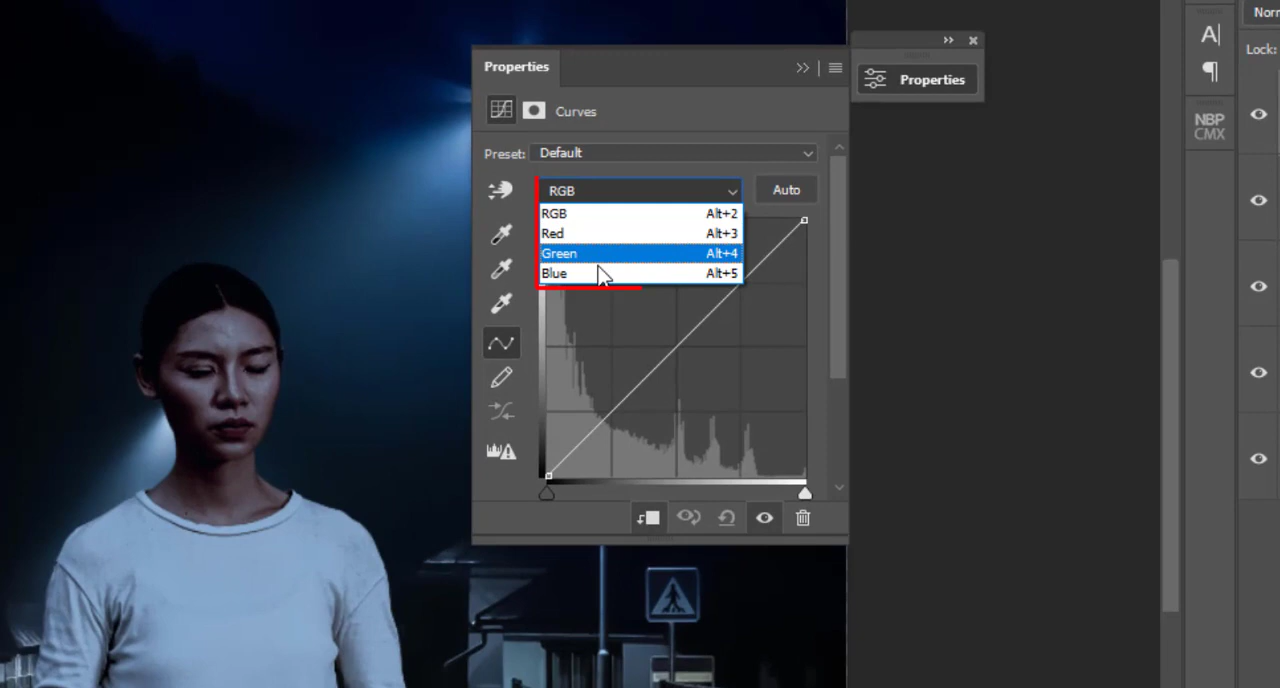 Properties
Curves
Preset: Default
RGB
Auto
RGB Alt+2
Red Alt+3
Green Alt+4
Blue Alt+5
Properties
A|
¶
NBP
CMX
Norr
Lock: